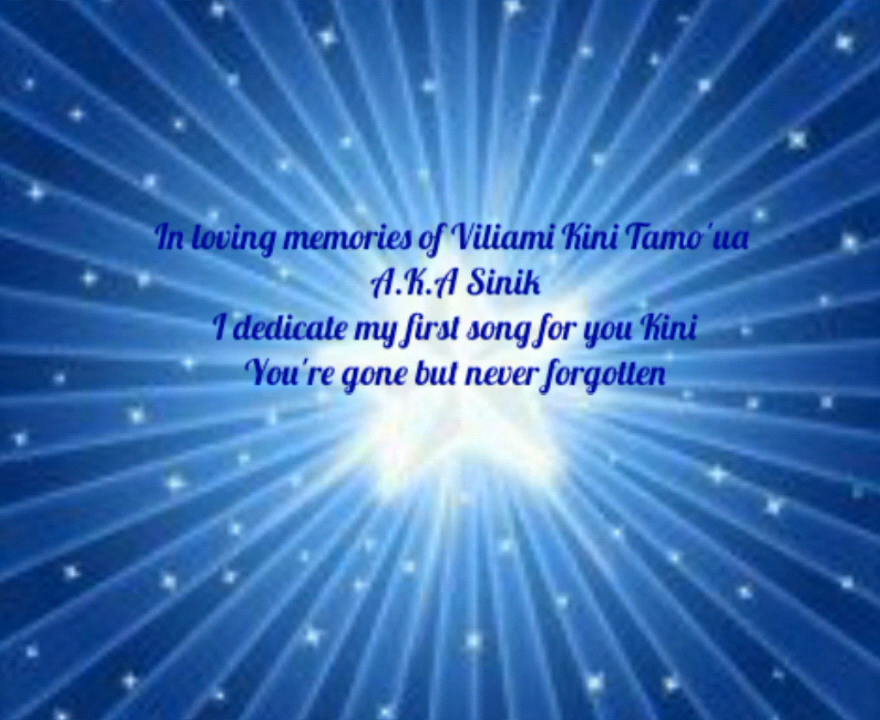 In loving memories of Viliami Kini Tamo'ua
A.K.A Sinik
I dedicate my first song for you Kini
You're gone but never forgotten